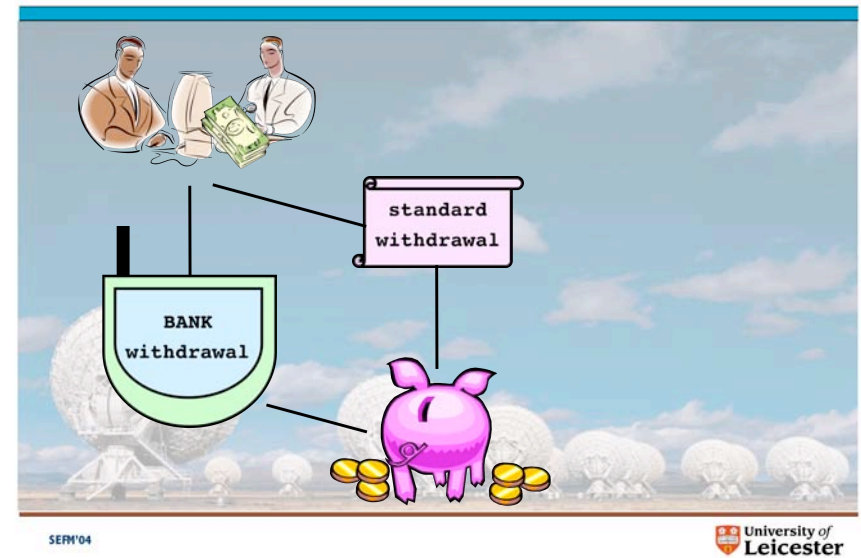 standard
withdrawal
BANK
withdrawal
SEFM'04
University of
Leicester